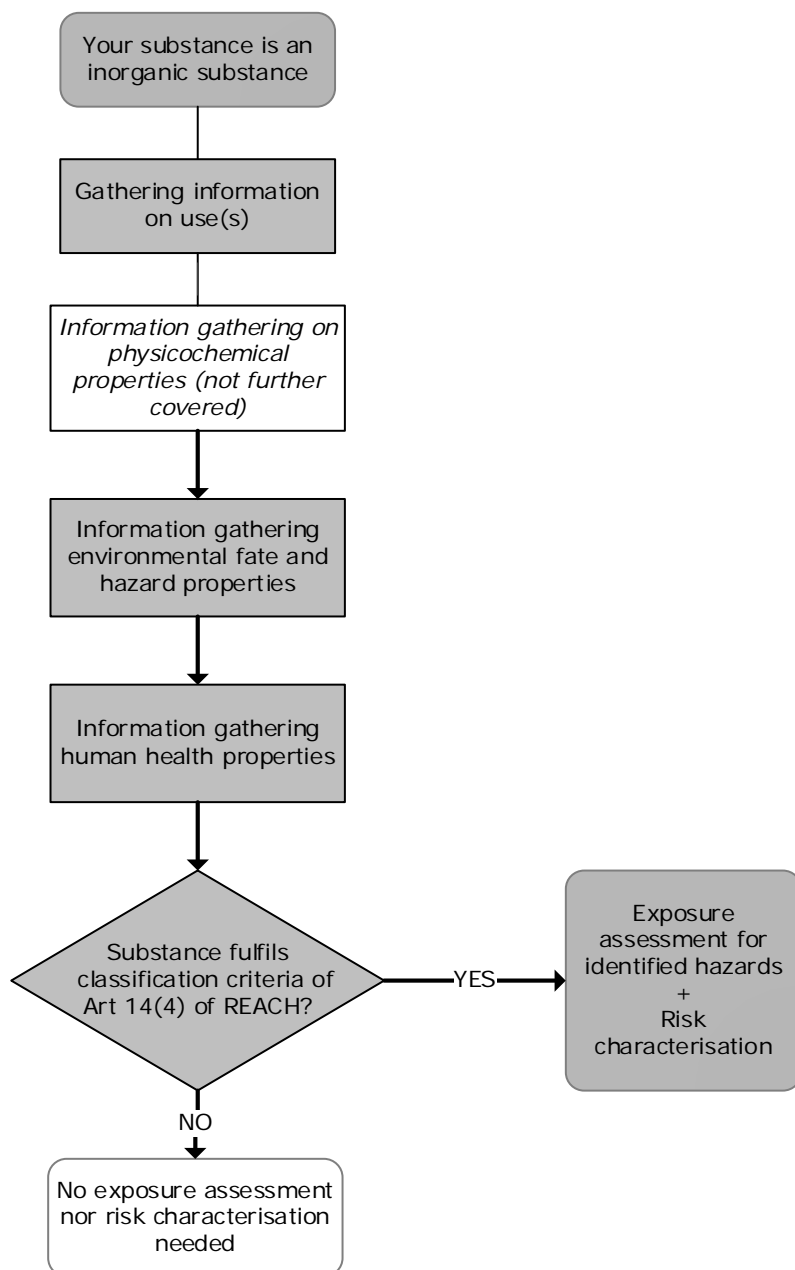 Your substance is an
inorganic substance
Gathering information
on use(s)
Information gathering on
physicochemical
properties (not further
covered)
Information gathering
environmental fate and
hazard properties
Information gathering
human health properties
Substance fulfils
classification criteria of
Art 14(4) of REACH?
YES
Exposure
assessment for
identified hazards
+
Risk
characterisation
NO
No exposure assessment
nor risk characterisation
needed